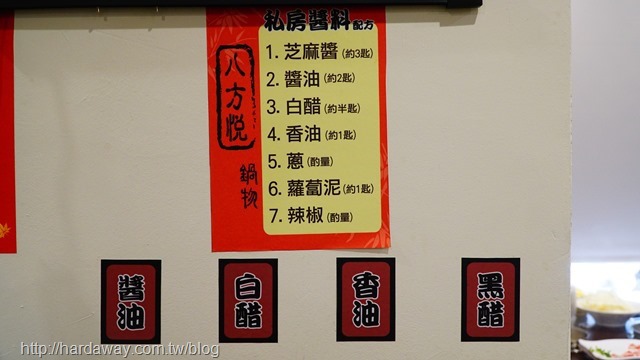 私房醬料配方
八方悅
鍋物
1. 芝麻醬(約3匙)
2. 醬油(約2匙)
3. 白醋(約半匙)
4. 香油(約1匙)
5. 蔥(酌量)
6. 蘿蔔泥(約1匙)
7. 辣椒(酌量)
醬油
白醋
香油
黑醋
http://hardaway.com.tw/blog